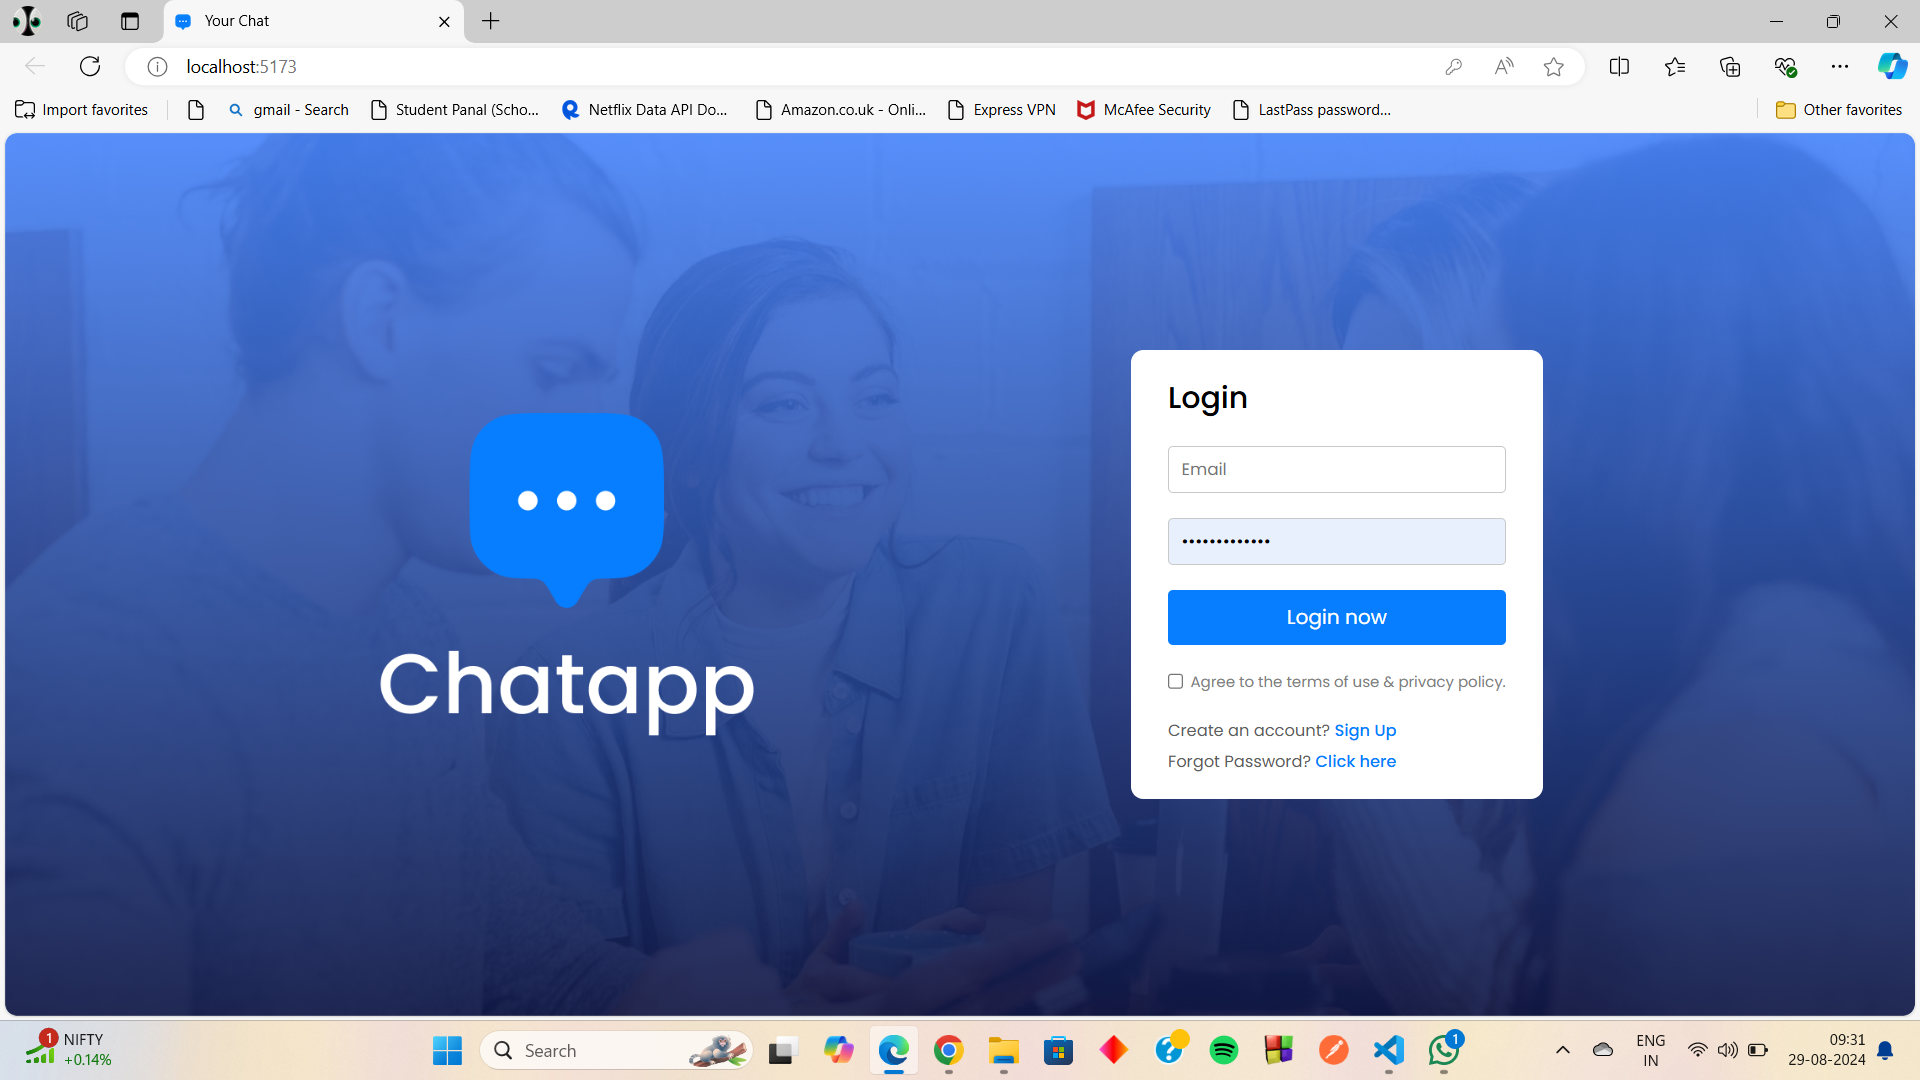 Your Chat
localhost:5173
Import favorites
gmail - Search
Student Panal (Scho...
Netflix Data API Do...
Amazon.co.uk - Onli...
Express VPN
McAfee Security
LastPass password...
Other favorites
Chatapp
Login
Email
•••••••••••••
Login now
Agree to the terms of use & privacy policy.
Create an account? Sign Up
Forgot Password? Click here
1
NIFTY
+0.14%
Search
1
ENG
IN
09:31
29-08-2024